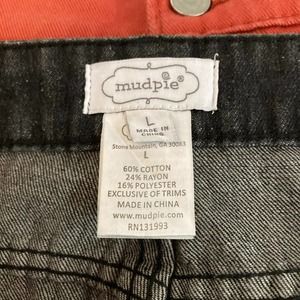 mudpie®
L
MADE IN
CHINA
Stone Mountain, GA 30083
L
60% COTTON
24% RAYON
16% POLYESTER
EXCLUSIVE OF TRIMS
MADE IN CHINA
www.mudpie.com
RN131993